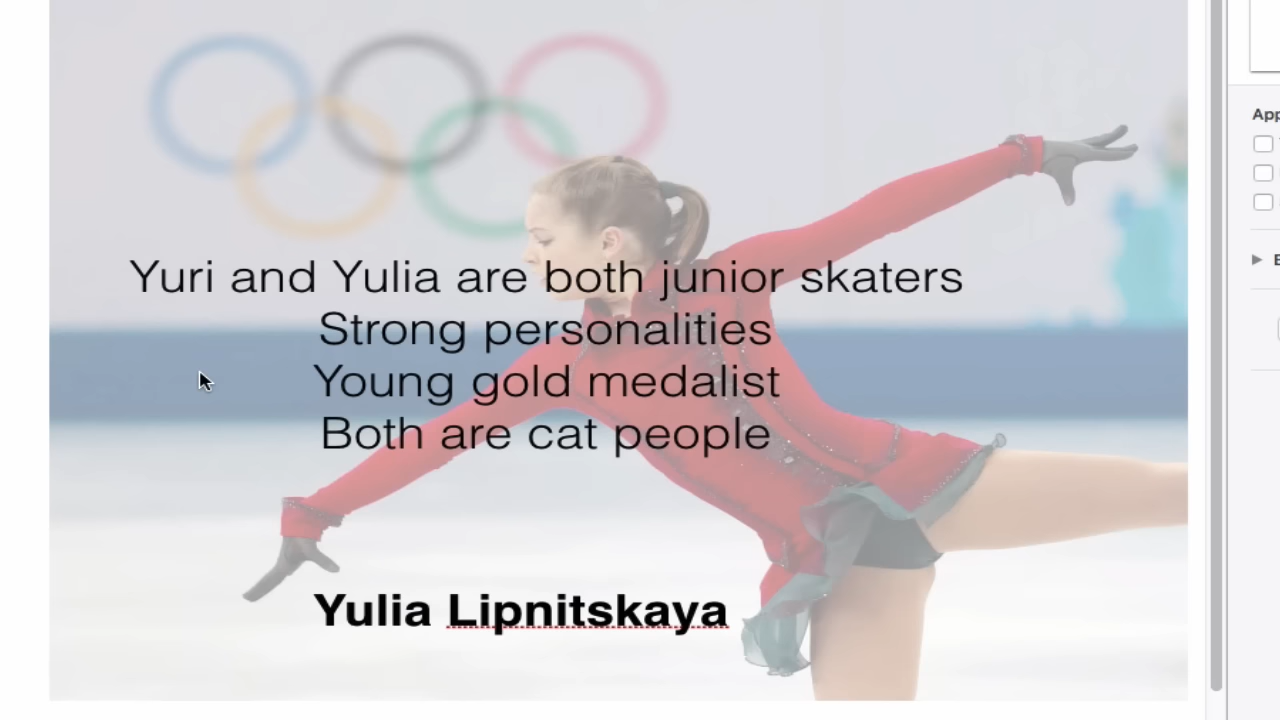 Yuri and Yulia are both junior skaters
Strong personalities
Young gold medalist
Both are cat people
Yulia Lipnitskaya